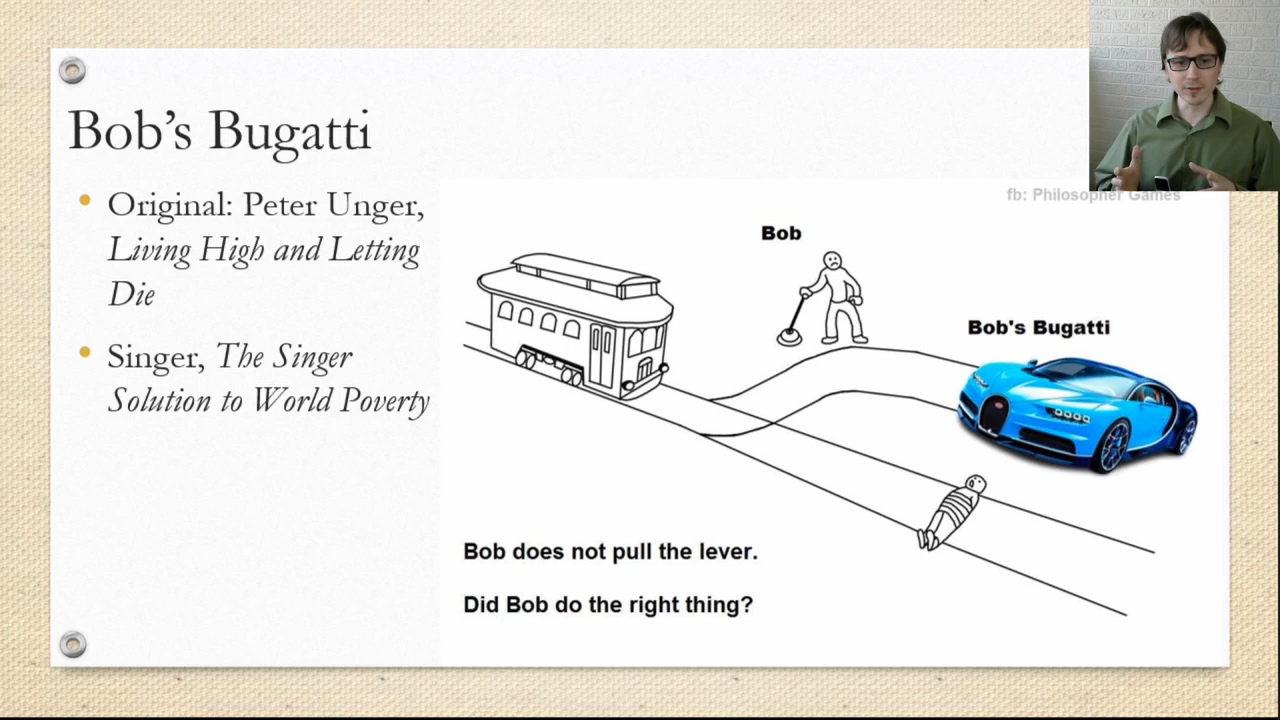 Bob’s Bugatti
Original: Peter Unger,
Living High and Letting
Die
Singer, The Singer
Solution to World Poverty
fb: Philosopher Games
Bob
Bob's Bugatti
Bob does not pull the lever.
Did Bob do the right thing?